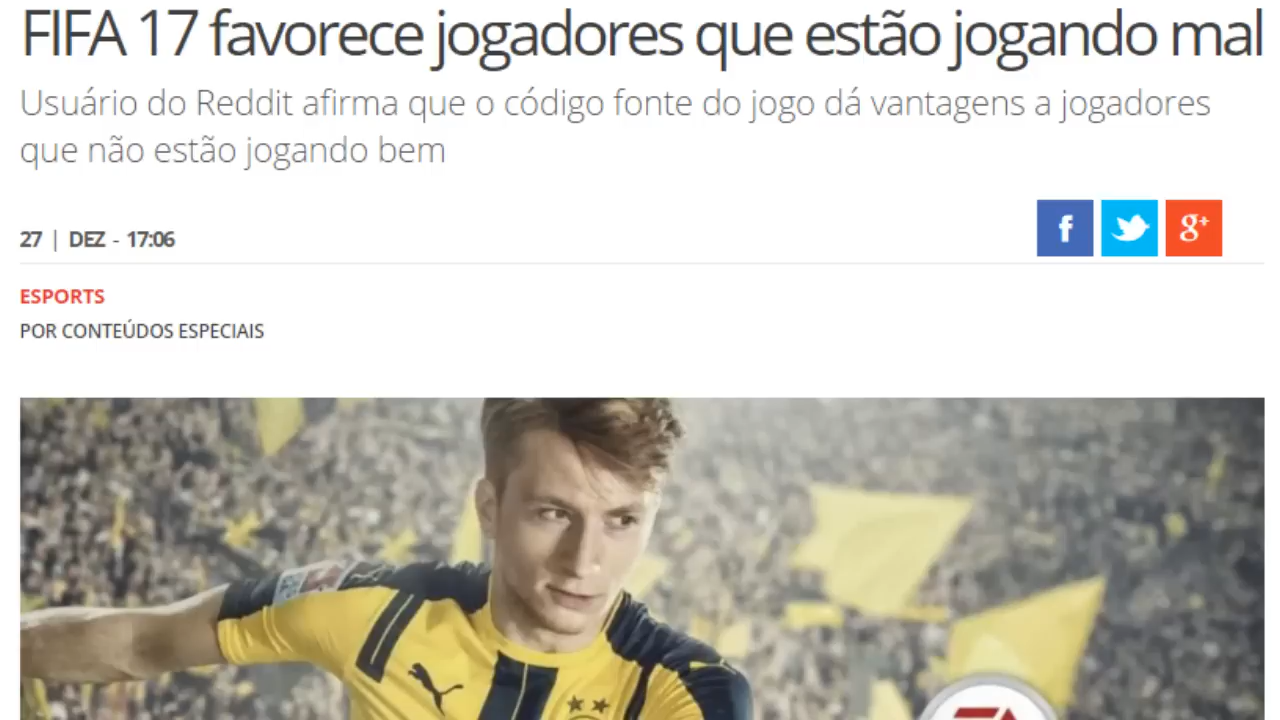 FIFA 17 favorece jogadores que estão jogando mal
Usuário do Reddit afirma que o código fonte do jogo dá vantagens a jogadores
que não estão jogando bem
27 | DEZ - 17:06
f
g+
ESPORTS
POR CONTEÚDOS ESPECIAIS
EA